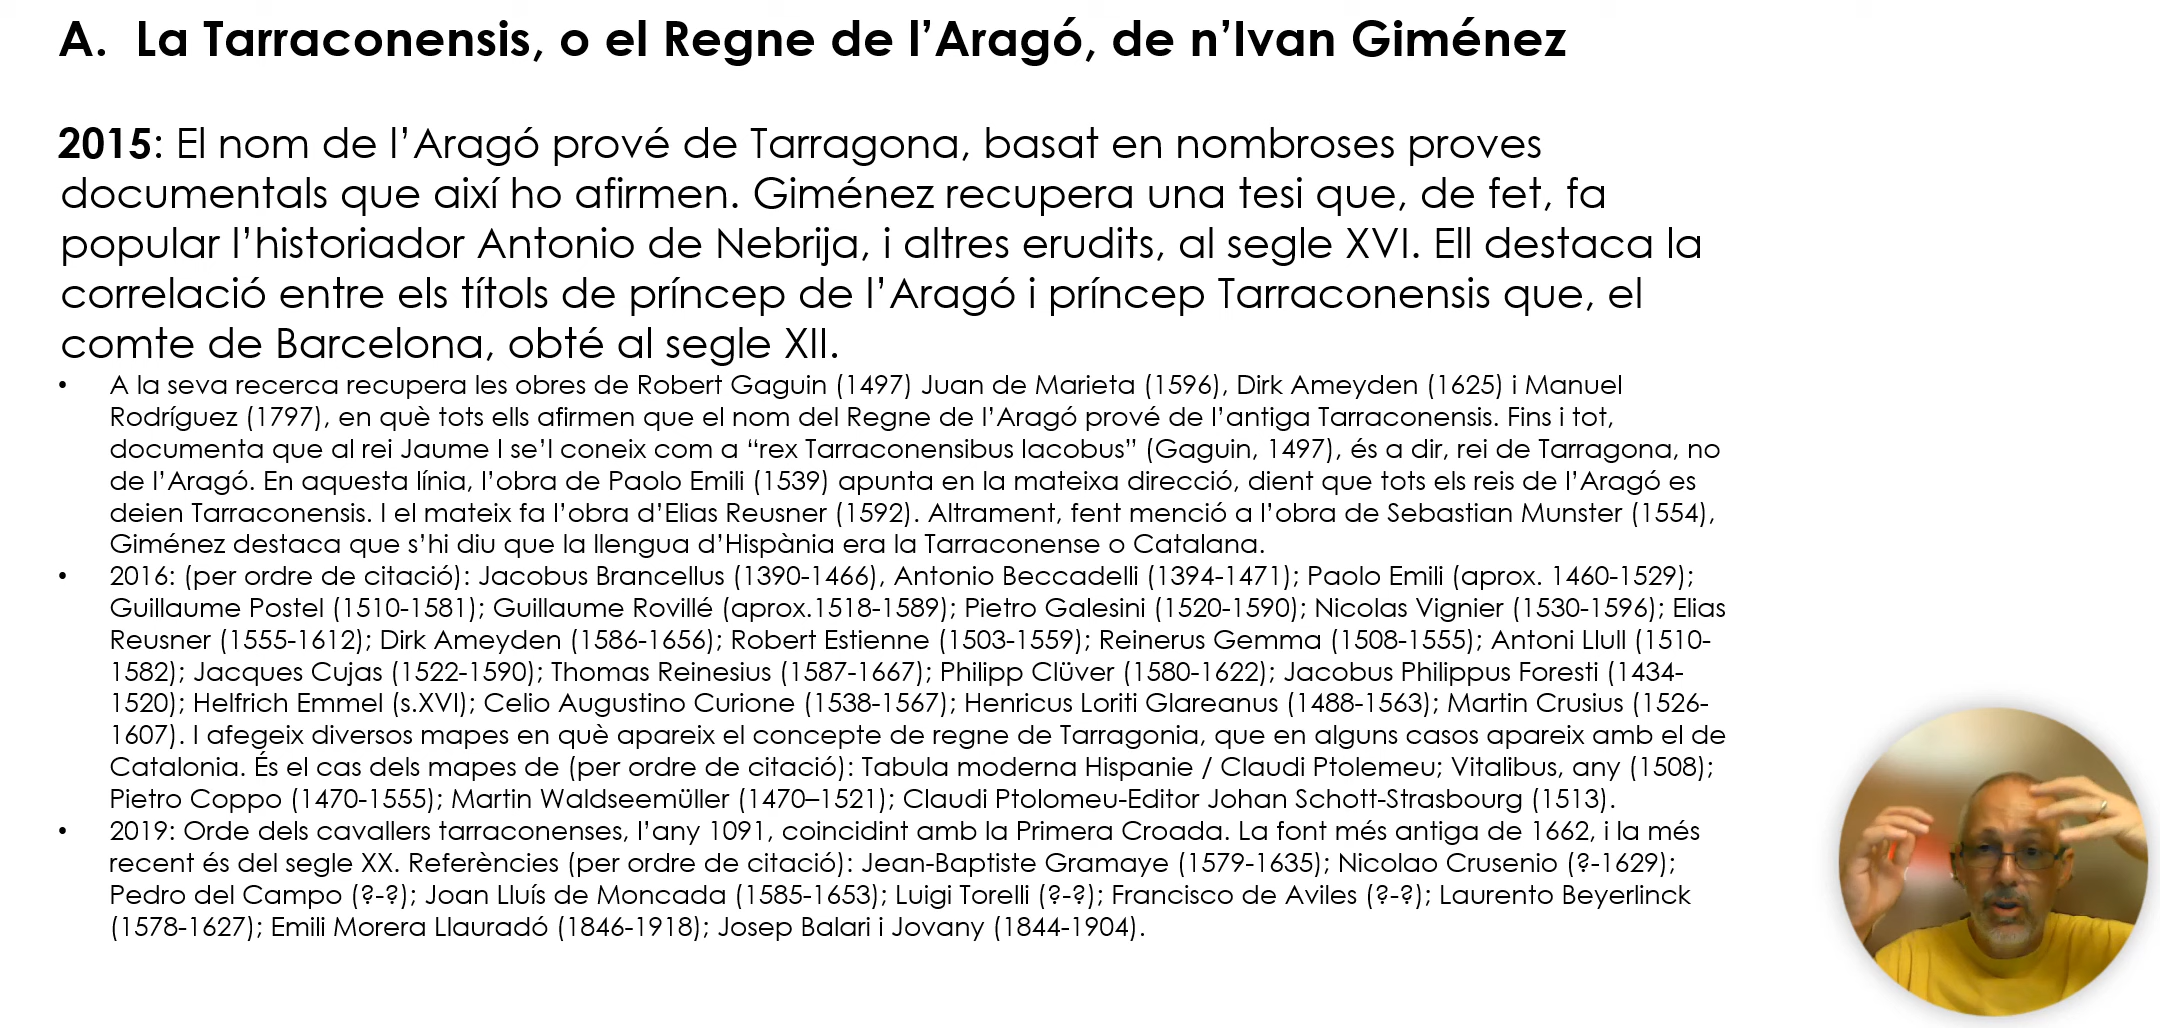 A. La Tarraconensis, o el Regne de l’Aragó, de n’Ivan Giménez
2015: El nom de l’Aragó prové de Tarragona, basat en nombroses proves
documentals que així ho afirmen. Giménez recupera una tesi que, de fet, fa
popular l’historiador Antonio de Nebrija, i altres erudits, al segle XVI. Ell destaca la
correlació entre els títols de príncep de l’Aragó i príncep Tarraconensis que, el
comte de Barcelona, obté al segle XII.
• A la seva recerca recupera les obres de Robert Gaguin (1497) Juan de Marieta (1596), Dirk Ameyden (1625) i Manuel
Rodríguez (1797), en què tots ells afirmen que el nom del Regne de l’Aragó prové de l’antiga Tarraconensis. Fins i tot,
documenta que al rei Jaume I se’l coneix com a “rex Tarraconensibus Iacobus” (Gaguin, 1497), és a dir, rei de Tarragona, no
de l’Aragó. En aquesta línia, l’obra de Paolo Emili (1539) apunta en la mateixa direcció, dient que tots els reis de l’Aragó es
deien Tarraconensis. I el mateix fa l’obra d’Elias Reusner (1592). Altrament, fent menció a l’obra de Sebastian Munster (1554),
Giménez destaca que s’hi diu que la llengua d’Hispània era la Tarraconense o Catalana.
• 2016: (per ordre de citació): Jacobus Brancellus (1390-1466), Antonio Beccadelli (1394-1471); Paolo Emili (aprox. 1460-1529);
Guillaume Postel (1510-1581); Guillaume Rovillé (aprox.1518-1589); Pietro Galesini (1520-1590); Nicolas Vignier (1530-1596); Elias
Reusner (1555-1612); Dirk Ameyden (1586-1656); Robert Estienne (1503-1559); Reinerus Gemma (1508-1555); Antoni Llull (1510-
1582); Jacques Cujas (1522-1590); Thomas Reinesius (1587-1667); Philipp Clüver (1580-1622); Jacobus Philippus Foresti (1434-
1520); Helfrich Emmel (s.XVI); Celio Augustino Curione (1538-1567); Henricus Loriti Glareanus (1488-1563); Martin Crusius (1526-
1607). I afegeix diversos mapes en què apareix el concepte de regne de Tarragonia, que en alguns casos apareix amb el de
Catalonia. És el cas dels mapes de (per ordre de citació): Tabula moderna Hispanie / Claudi Ptolemeu; Vitalibus, any (1508);
Pietro Coppo (1470-1555); Martin Waldseemüller (1470–1521); Claudi Ptolomeu-Editor Johan Schott-Strasbourg (1513).
• 2019: Orde dels cavallers tarraconenses, l’any 1091, coincidint amb la Primera Croada. La font més antiga de 1662, i la més
recent és del segle XX. Referències (per ordre de citació): Jean-Baptiste Gramaye (1579-1635); Nicolao Crusenio (?-1629);
Pedro del Campo (?-?); Joan Lluís de Moncada (1585-1653); Luigi Torelli (?-?); Francisco de Aviles (?-?); Laurento Beyerlinck
(1578-1627); Emili Morera Llauradó (1846-1918); Josep Balari i Jovany (1844-1904).